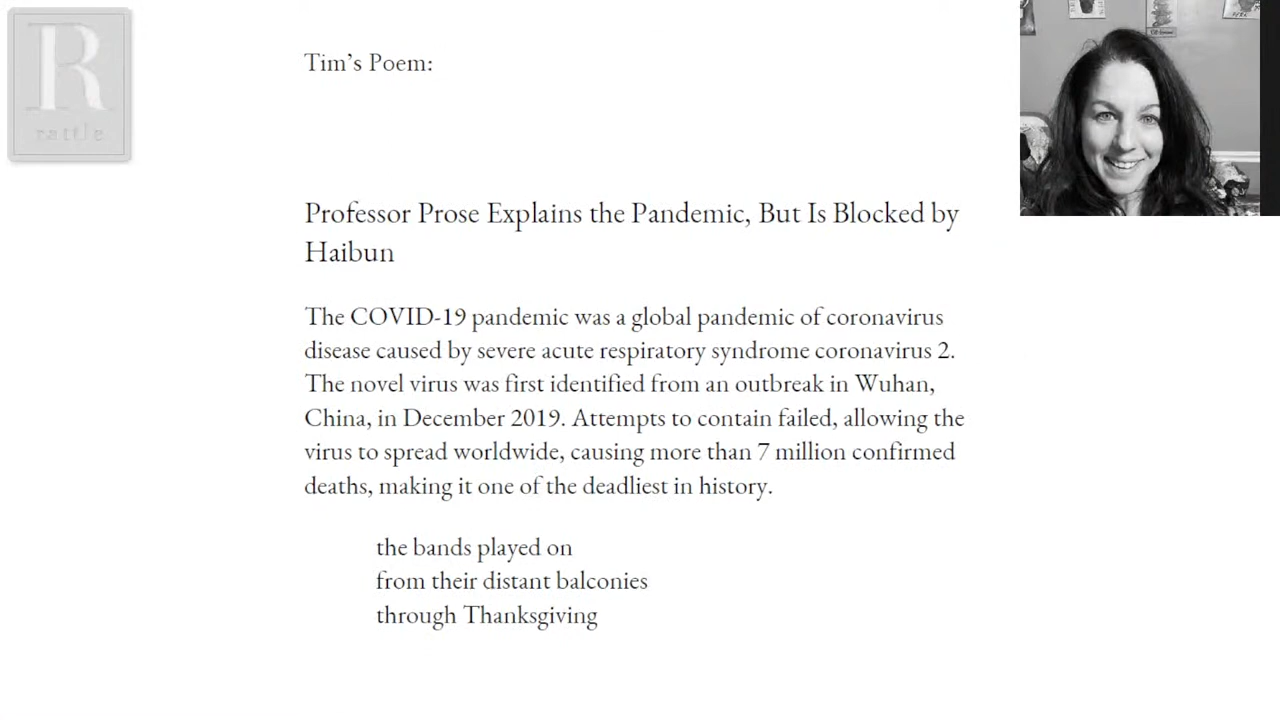 R
rattle
Tim's Poem:
Professor Prose Explains the Pandemic, But Is Blocked by
Haibun
The COVID-19 pandemic was a global pandemic of coronavirus
disease caused by severe acute respiratory syndrome coronavirus 2.
The novel virus was first identified from an outbreak in Wuhan,
China, in December 2019. Attempts to contain failed, allowing the
virus to spread worldwide, causing more than 7 million confirmed
deaths, making it one of the deadliest in history.
the bands played on
from their distant balconies
through Thanksgiving